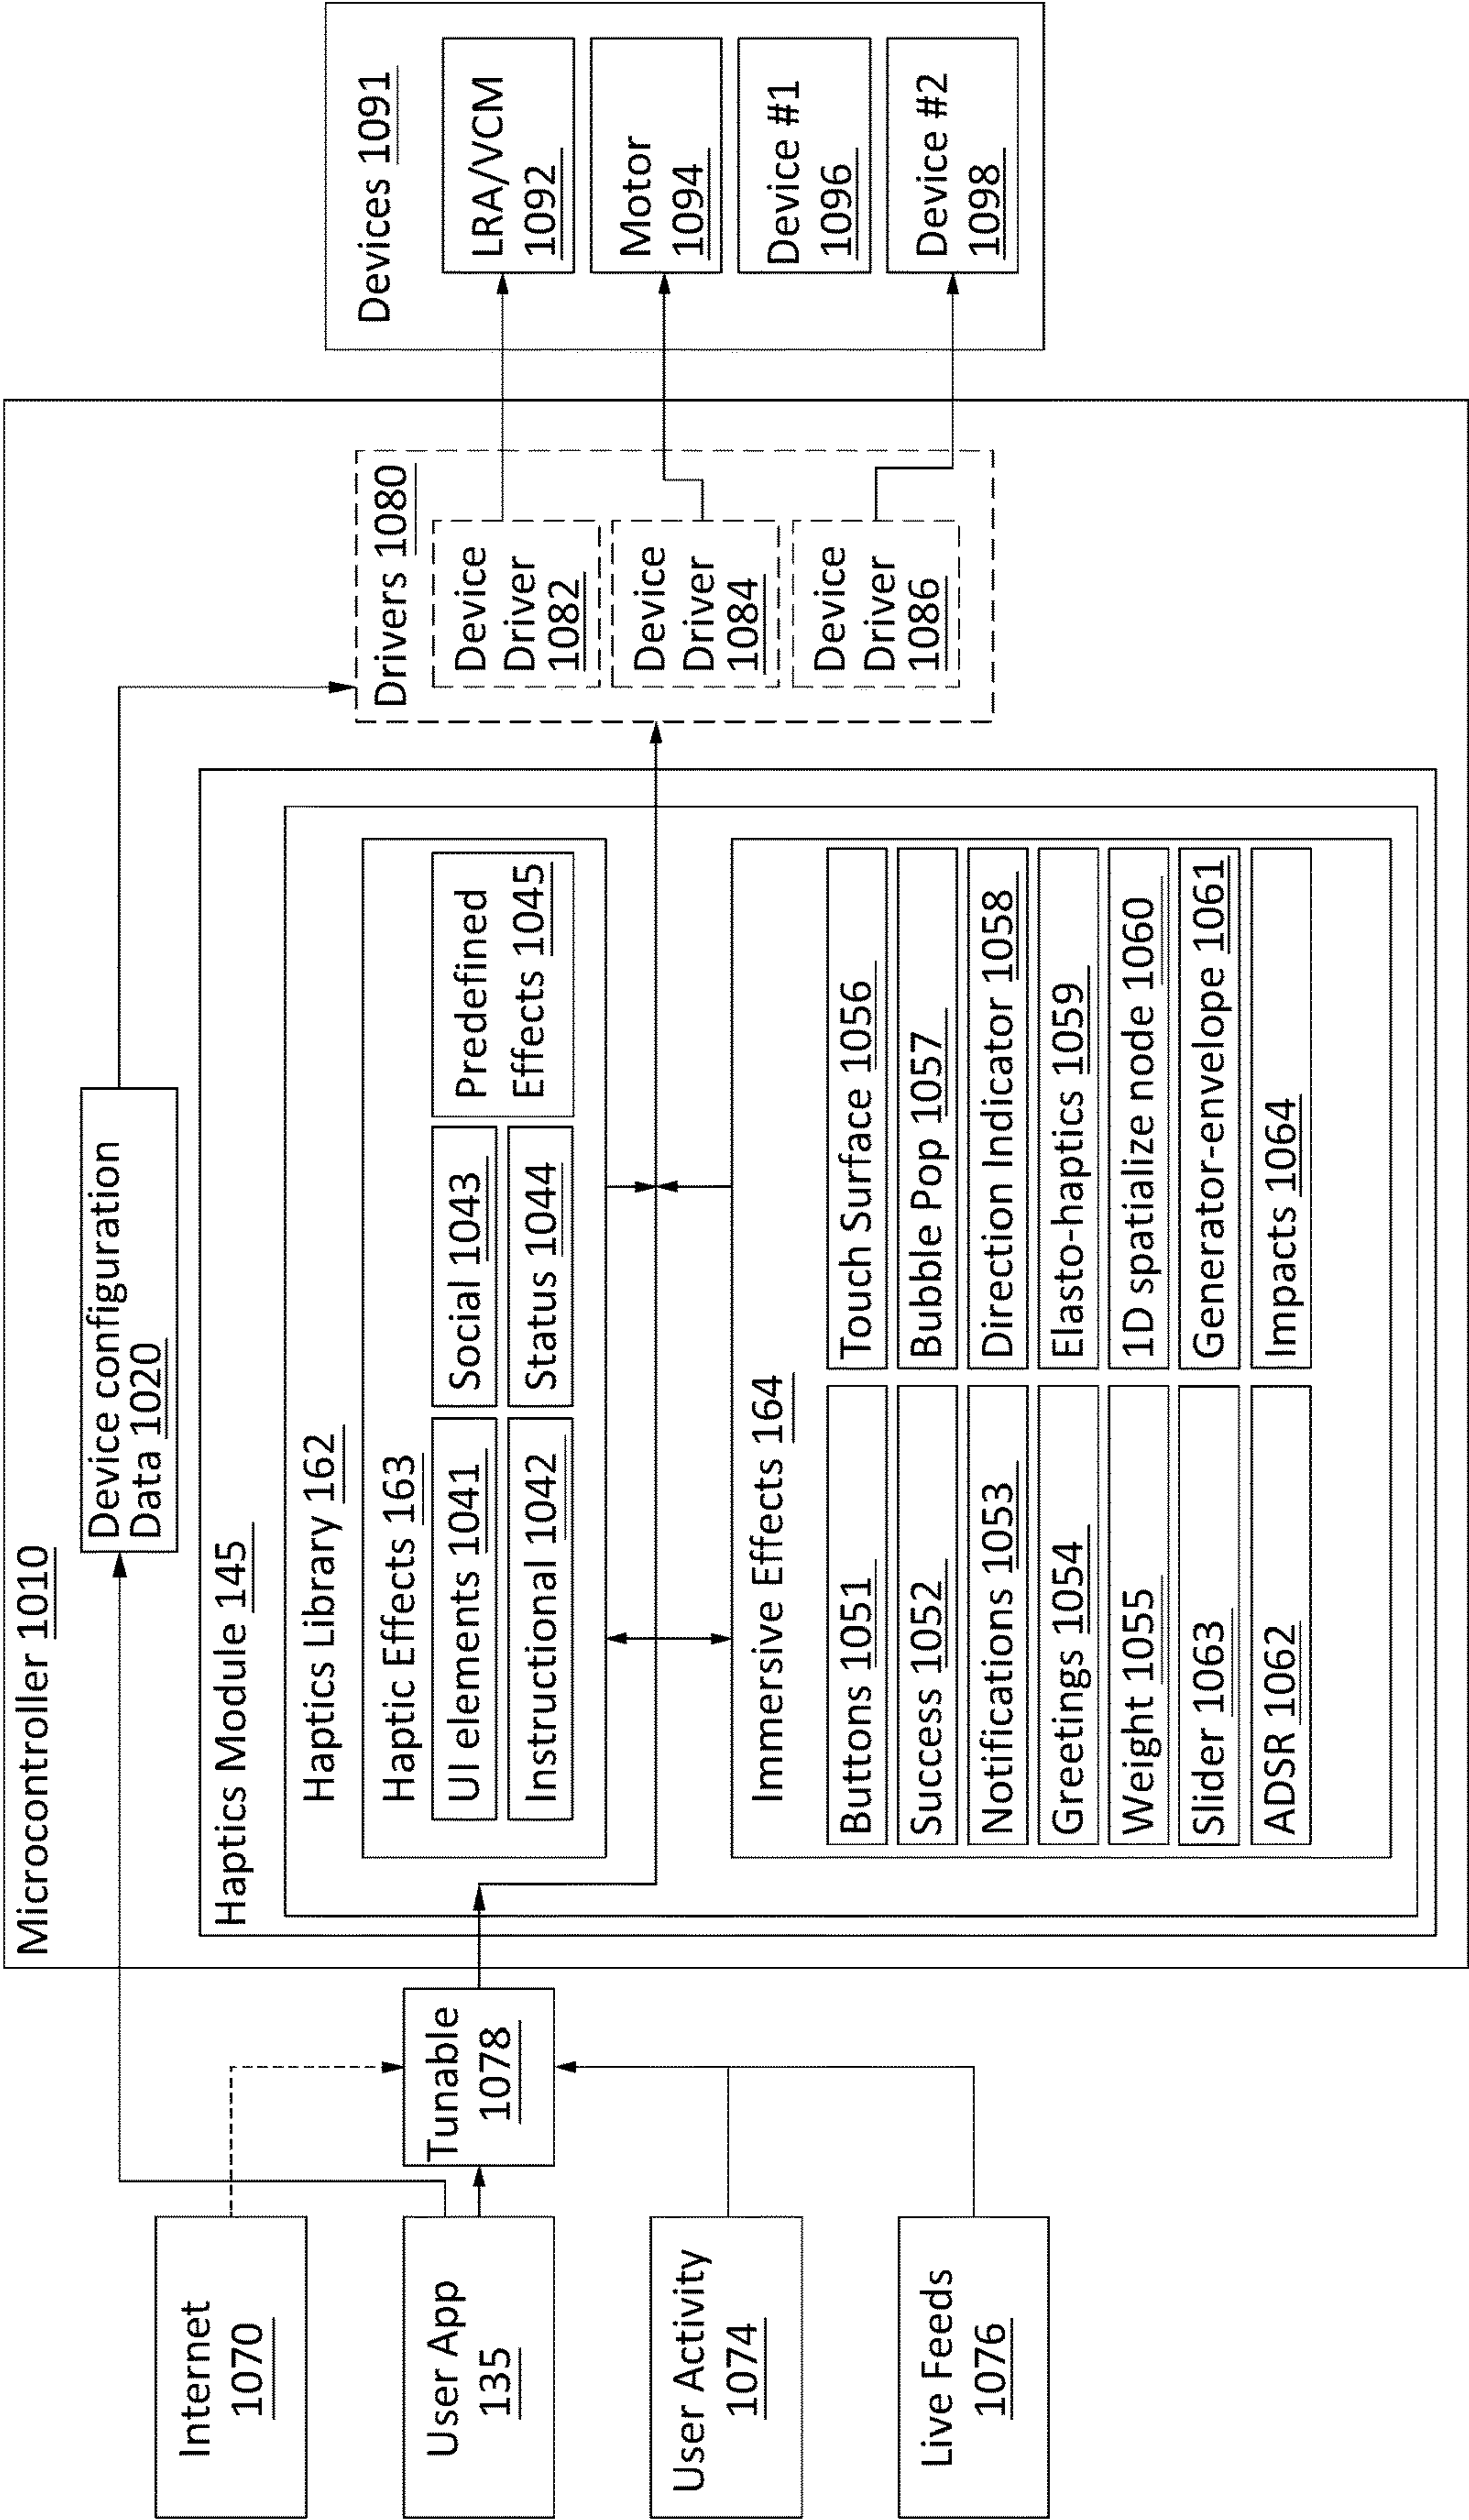 Internet
1070
User App
135
User Activity
1074
Live Feeds
1076
Tunable
1078
Microcontroller 1010
Device configuration
Data 1020
Haptics Module 145
Haptics Library 162
Haptic Effects 163
UI elements 1041
Instructional 1042
Social 1043
Status 1044
Predefined
Effects 1045
Immersive Effects 164
Buttons 1051
Success 1052
Notifications 1053
Greetings 1054
Weight 1055
Slider 1063
ADSR 1062
Touch Surface 1056
Bubble Pop 1057
Direction Indicator 1058
Elasto-haptics 1059
1D spatialize node 1060
Generator-envelope 1061
Impacts 1064
Drivers 1080
Device
Driver
1082
Device
Driver
1084
Device
Driver
1086
Devices 1091
LRA/VCM
1092
Motor
1094
Device #1
1096
Device #2
1098